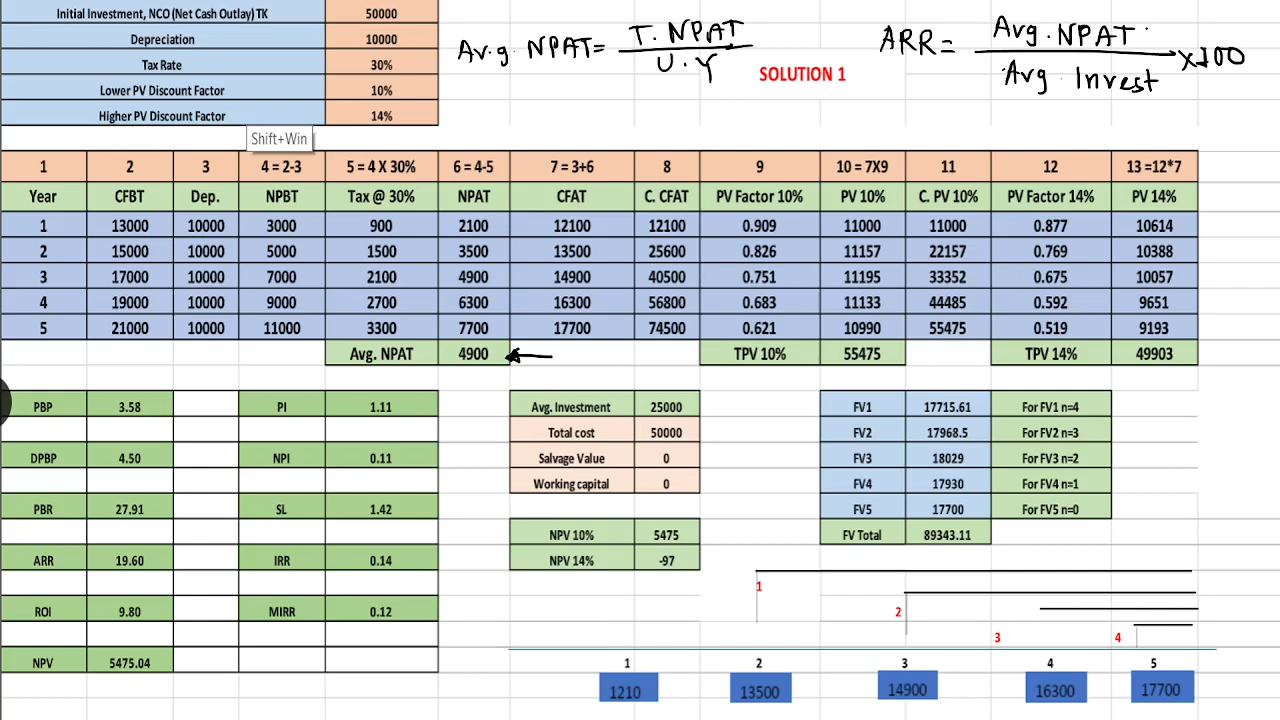 Initial Investment, NCO (Net Cash Outlay) TK 50000
Depreciation 10000
Tax Rate 30%
Lower PV Discount Factor 10%
Higher PV Discount Factor 14%
Av.g. NPAT = T. NPAT / U.Y
SOLUTION 1
ARR = Avg. NPAT. / Avg. Invest ×100
Shift+Win
1 2 3 4 = 2-3 5 = 4 X 30% 6 = 4-5 7 = 3+6 8 9 10 = 7X9 11 12 13 =12*7
Year CFBT Dep. NPBT Tax @ 30% NPAT CFAT C. CFAT PV Factor 10% PV 10% C. PV 10% PV Factor 14% PV 14%
1 13000 10000 3000 900 2100 12100 12100 0.909 11000 11000 0.877 10614
2 15000 10000 5000 1500 3500 13500 25600 0.826 11157 22157 0.769 10388
3 17000 10000 7000 2100 4900 14900 40500 0.751 11195 33352 0.675 10057
4 19000 10000 9000 2700 6300 16300 56800 0.683 11133 44485 0.592 9651
5 21000 10000 11000 3300 7700 17700 74500 0.621 10990 55475 0.519 9193
Avg. NPAT 4900 TPV 10% 55475 TPV 14% 49903
PBP 3.58 PI 1.11 Avg. Investment 25000 FV1 17715.61 For FV1 n=4
Total cost 50000 FV2 17968.5 For FV2 n=3
DPBP 4.50 NPI 0.11 Salvage Value 0 FV3 18029 For FV3 n=2
Working capital 0 FV4 17930 For FV4 n=1
PBR 27.91 SL 1.42 FV5 17700 For FV5 n=0
NPV 10% 5475 FV Total 89343.11
ARR 19.60 IRR 0.14 NPV 14% -97
1
ROI 9.80 MIRR 0.12 2
3 4
NPV 5475.04 1 2 3 4 5
1210 13500 14900 16300 17700